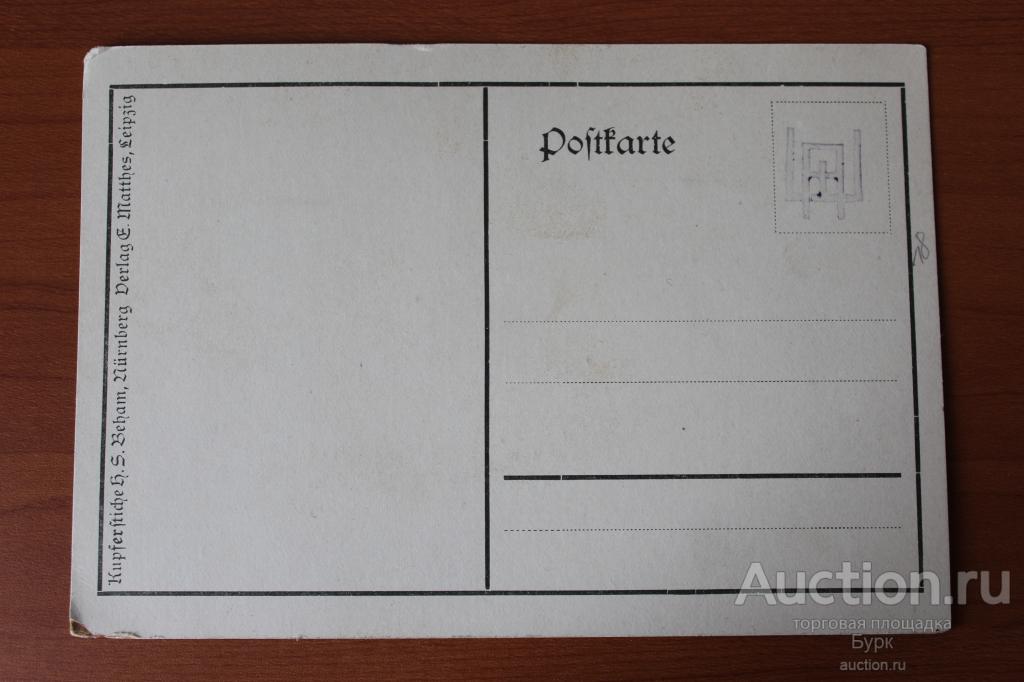 Kupferstiche H. S. Beham, Nürnberg Verlag E. Matthes, Leipzig
Postkarte
Auction.ru
торговая площадка
Бурк
auction.ru